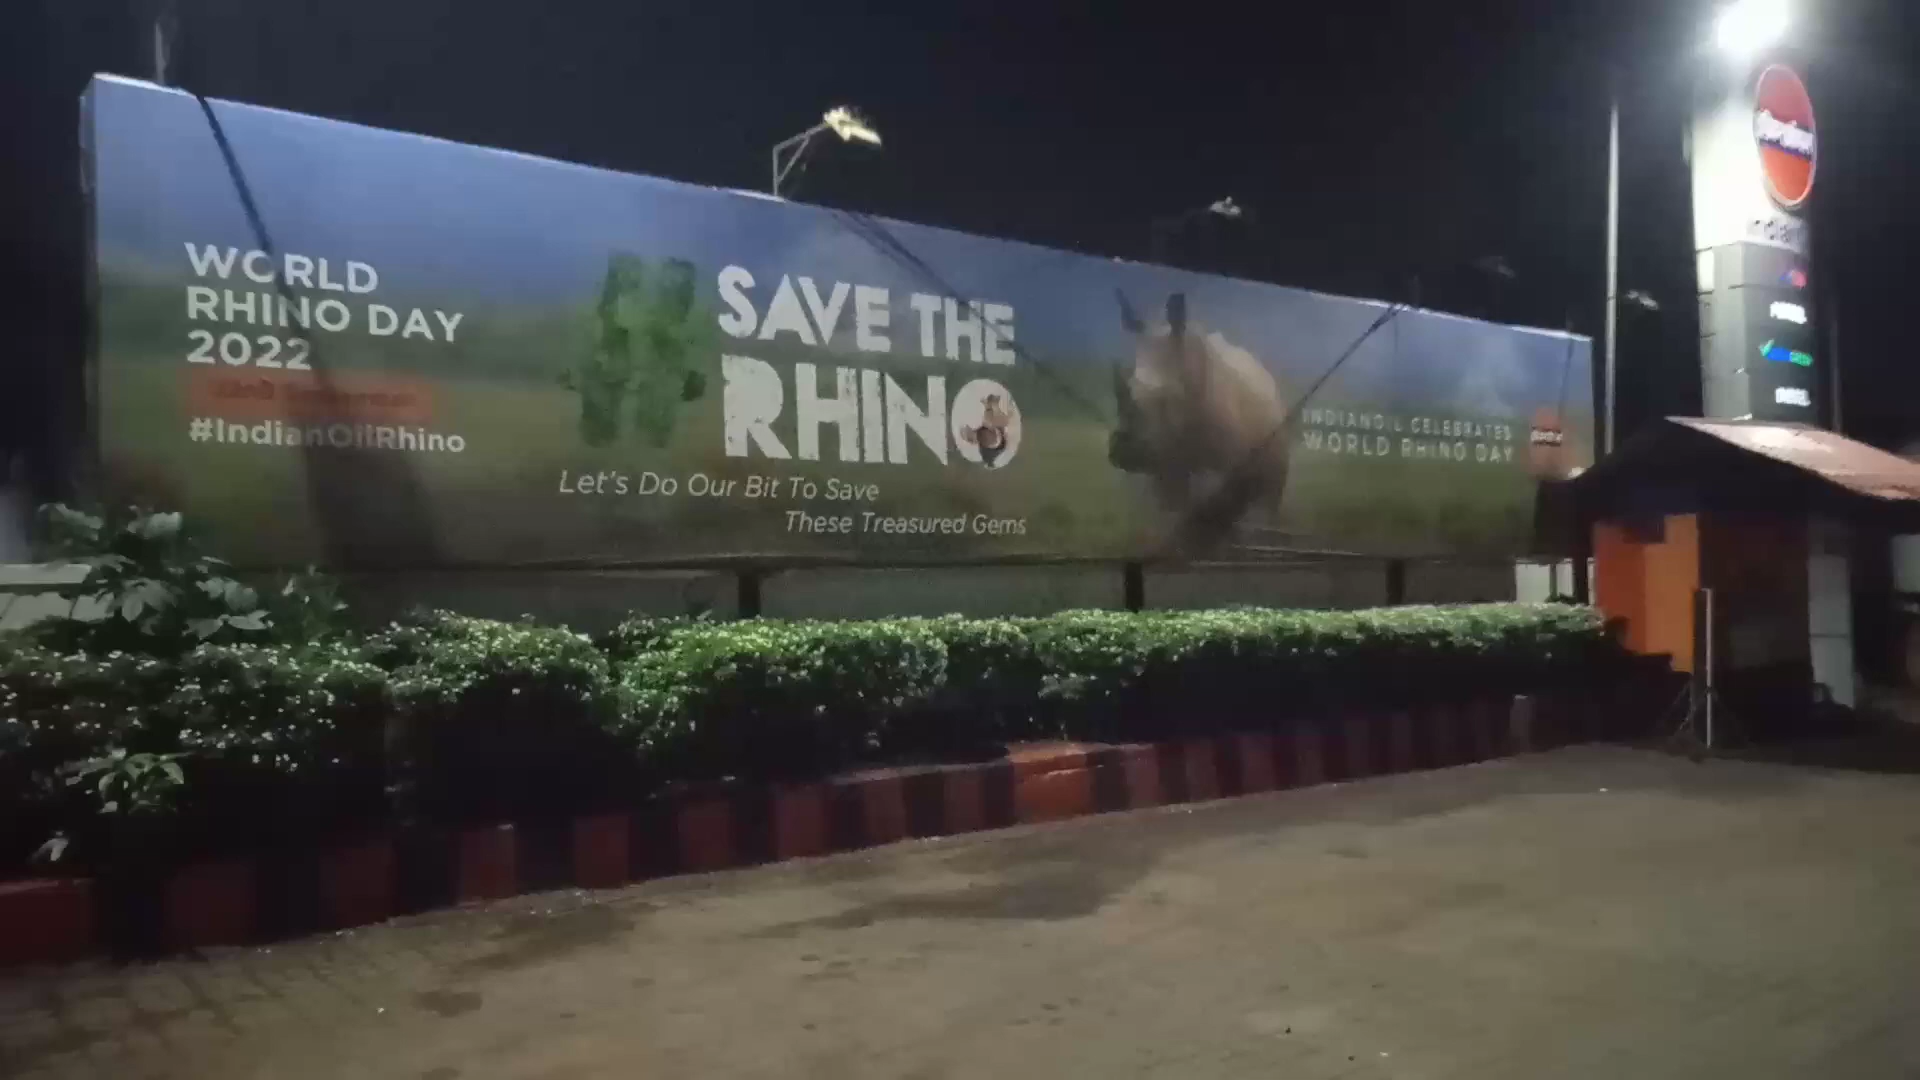 WORLD
RHINO DAY
2022
#IndianOilRhino
# SAVE THE
RHINO
Let's Do Our Bit To Save
These Treasured Gems
INDIANOIL CELEBRATES
WORLD RHINO DAY